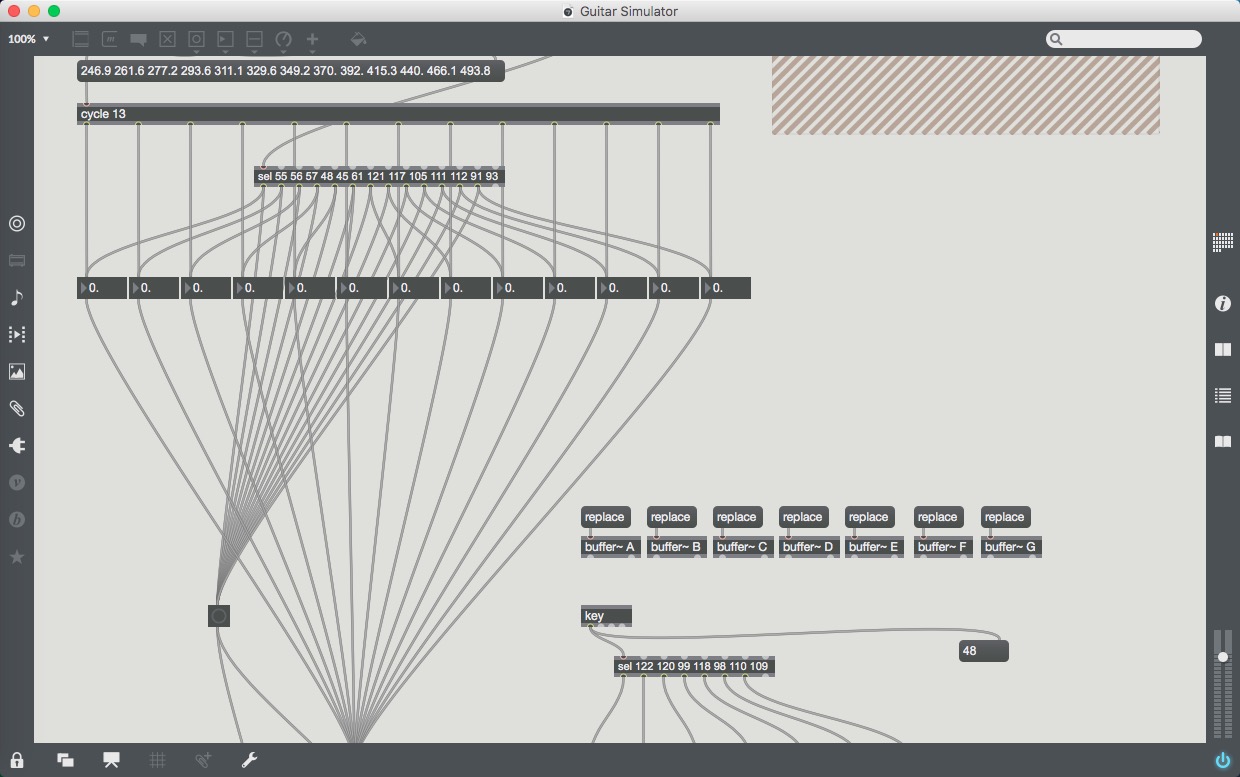 Guitar Simulator
100%
246.9 261.6 277.2 293.6 311.1 329.6 349.2 370. 392. 415.3 440. 466.1 493.8
cycle 13
sel 55 56 57 48 45 61 121 117 105 111 112 91 93
0. 0. 0. 0. 0. 0. 0. 0. 0. 0. 0. 0. 0.
replace replace replace replace replace replace replace
buffer~ A buffer~ B buffer~ C buffer~ D buffer~ E buffer~ F buffer~ G
key
48
sel 122 120 99 118 98 110 109